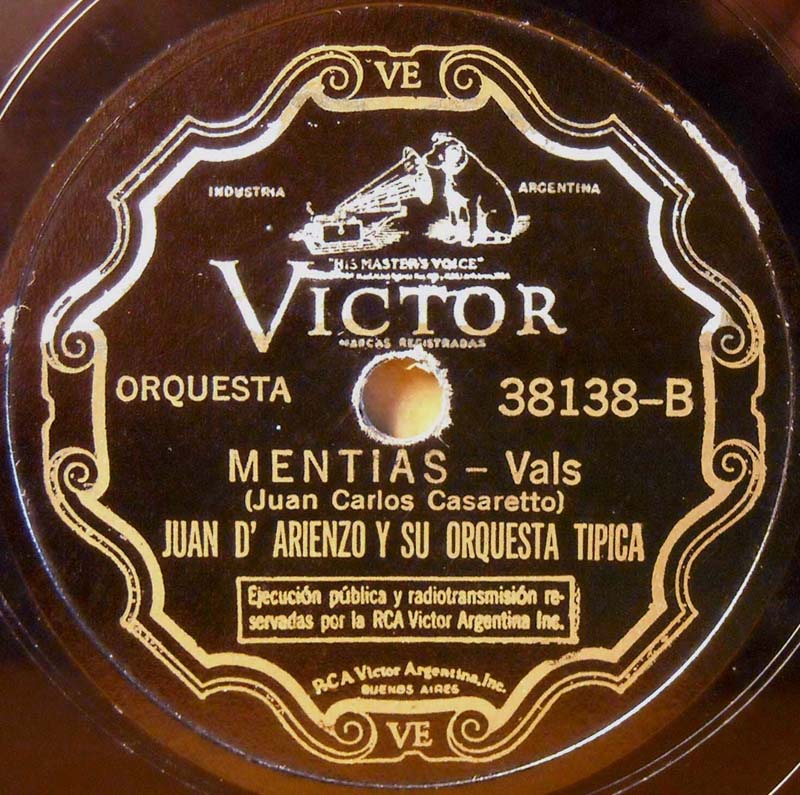 VE
INDUSTRIA
ARGENTINA
"HIS MASTER'S VOICE"
VICTOR
MARCAS REGISTRADAS
ORQUESTA
38138-B
MENTIAS - Vals
(Juan Carlos Casaretto)
JUAN D' ARIENZO Y SU ORQUESTA TIPICA
Ejecución pública y radiotransmisión re-
servadas por la RCA Victor Argentina Inc.
RCA Victor Argentina, Inc.
BUENOS AIRES
VE